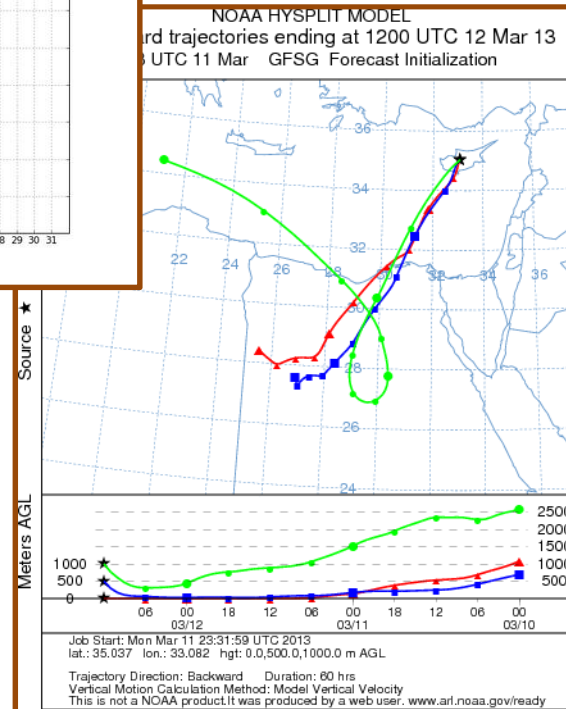 8 29 30 31
NOAA HYSPLIT MODEL
rd trajectories ending at 1200 UTC 12 Mar 13
UTC 11 Mar GFSG Forecast Initialization
36
34
32
22 24 26 28 30 32 34 36
30
28
26
24
Source ★
Meters AGL
2500
2000
1500
1000 1000
500 500
0 0
06 00 18 12 06 00 18 12 06 00
03/12 03/11 03/10
Job Start: Mon Mar 11 23:31:59 UTC 2013
lat.: 35.037 lon.: 33.082 hgt: 0.0,500.0,1000.0 m AGL
Trajectory Direction: Backward Duration: 60 hrs
Vertical Motion Calculation Method: Model Vertical Velocity
This is not a NOAA product.It was produced by a web user. www.arl.noaa.gov/ready